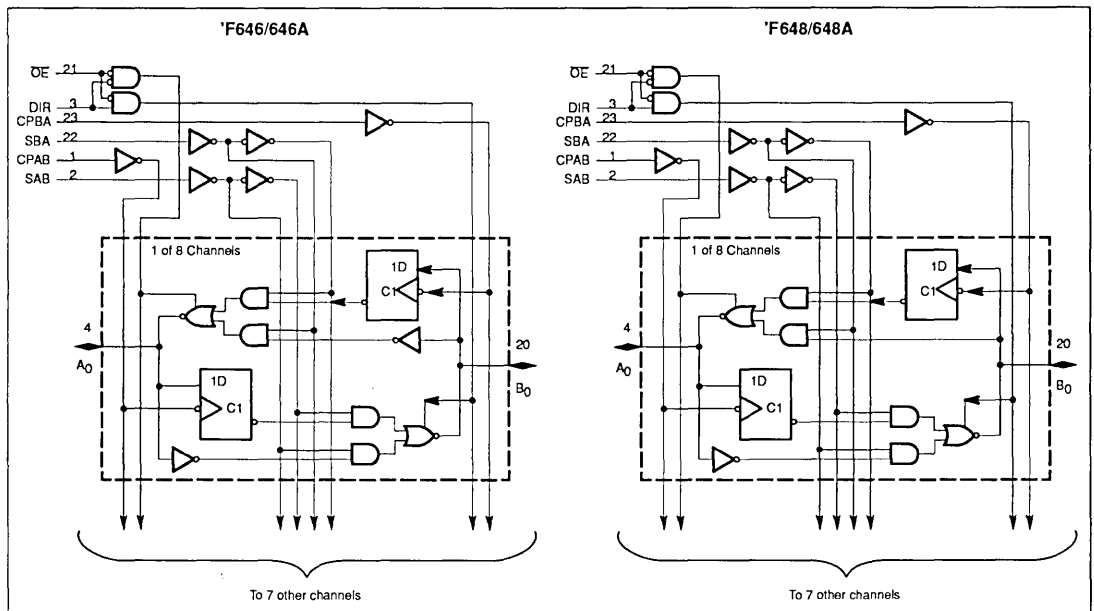 'F646/646A
OE 21
DIR 3
CPBA 23
SBA 22
CPAB 1
SAB 2
1 of 8 Channels
1D
C1
4
A0
20
B0
1D
C1
To 7 other channels
'F648/648A
OE 21
DIR 3
CPBA 23
SBA 22
CPAB 1
SAB 2
1 of 8 Channels
1D
C1
4
A0
20
B0
1D
C1
To 7 other channels